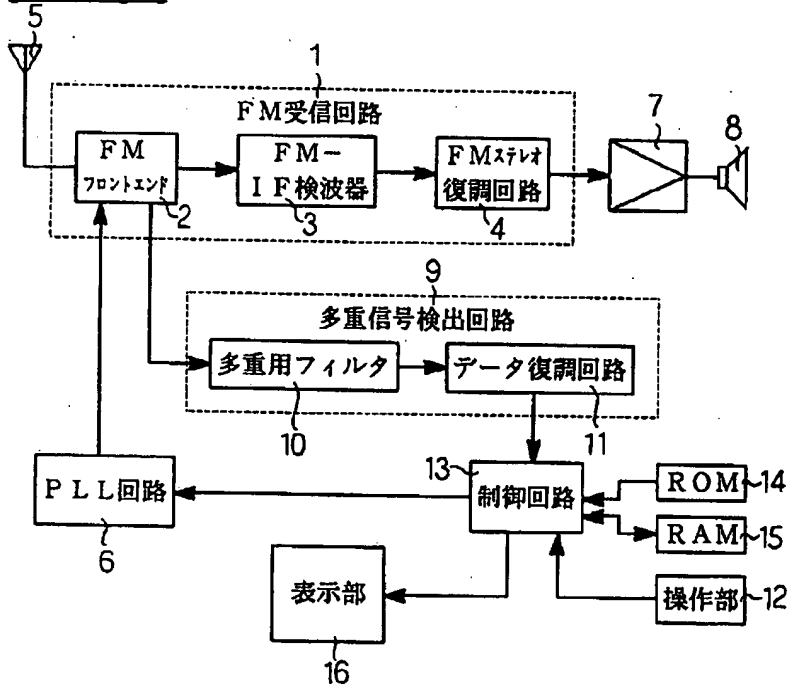 5
1
FM受信回路
FM
フロントエンド
2
FM－
IF検波器
3
FMステレオ
復調回路
4
7
8
9
多重信号検出回路
多重用フィルタ
10
データ復調回路
11
PLL回路
6
13
制御回路
ROM
14
RAM
15
操作部
12
表示部
16